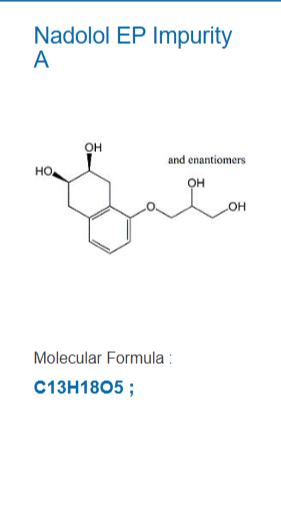 Nadolol EP Impurity
A
OH
and enantiomers
HO
OH
O
OH
Molecular Formula :
C13H18O5 ;